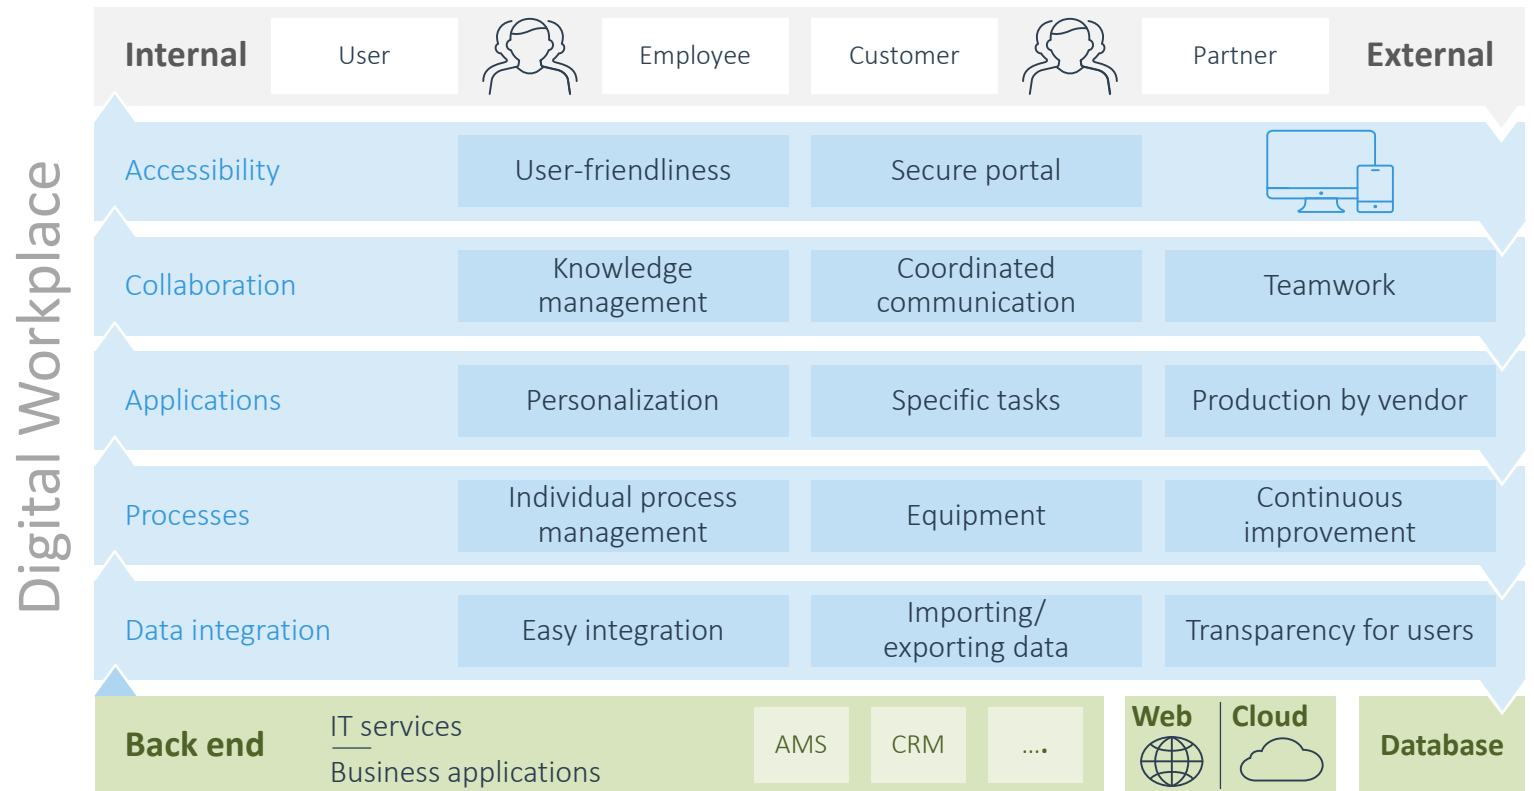 Digital Workplace
Internal
User
Employee
Customer
Partner
External
Accessibility
User-friendliness
Secure portal
Collaboration
Knowledge
management
Coordinated
communication
Teamwork
Applications
Personalization
Specific tasks
Production by vendor
Processes
Individual process
management
Equipment
Continuous
improvement
Data integration
Easy integration
Importing/
exporting data
Transparency for users
Back end
IT services
Business applications
AMS
CRM
....
Web
Cloud
Database